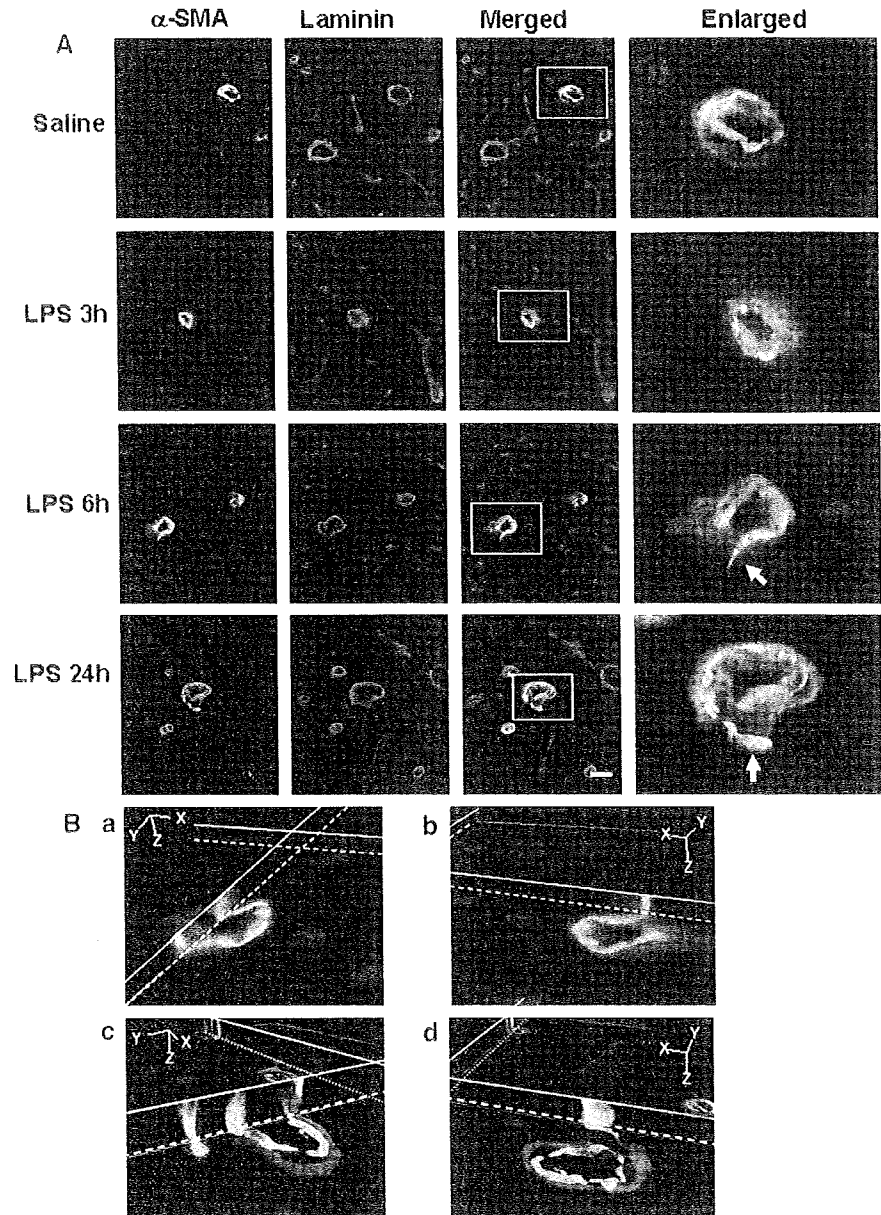 α-SMA Laminin Merged Enlarged
A
Saline
LPS 3h
LPS 6h
LPS 24h
B a b
Y X Z
X Y Z
c d
Y X Z
X Y Z